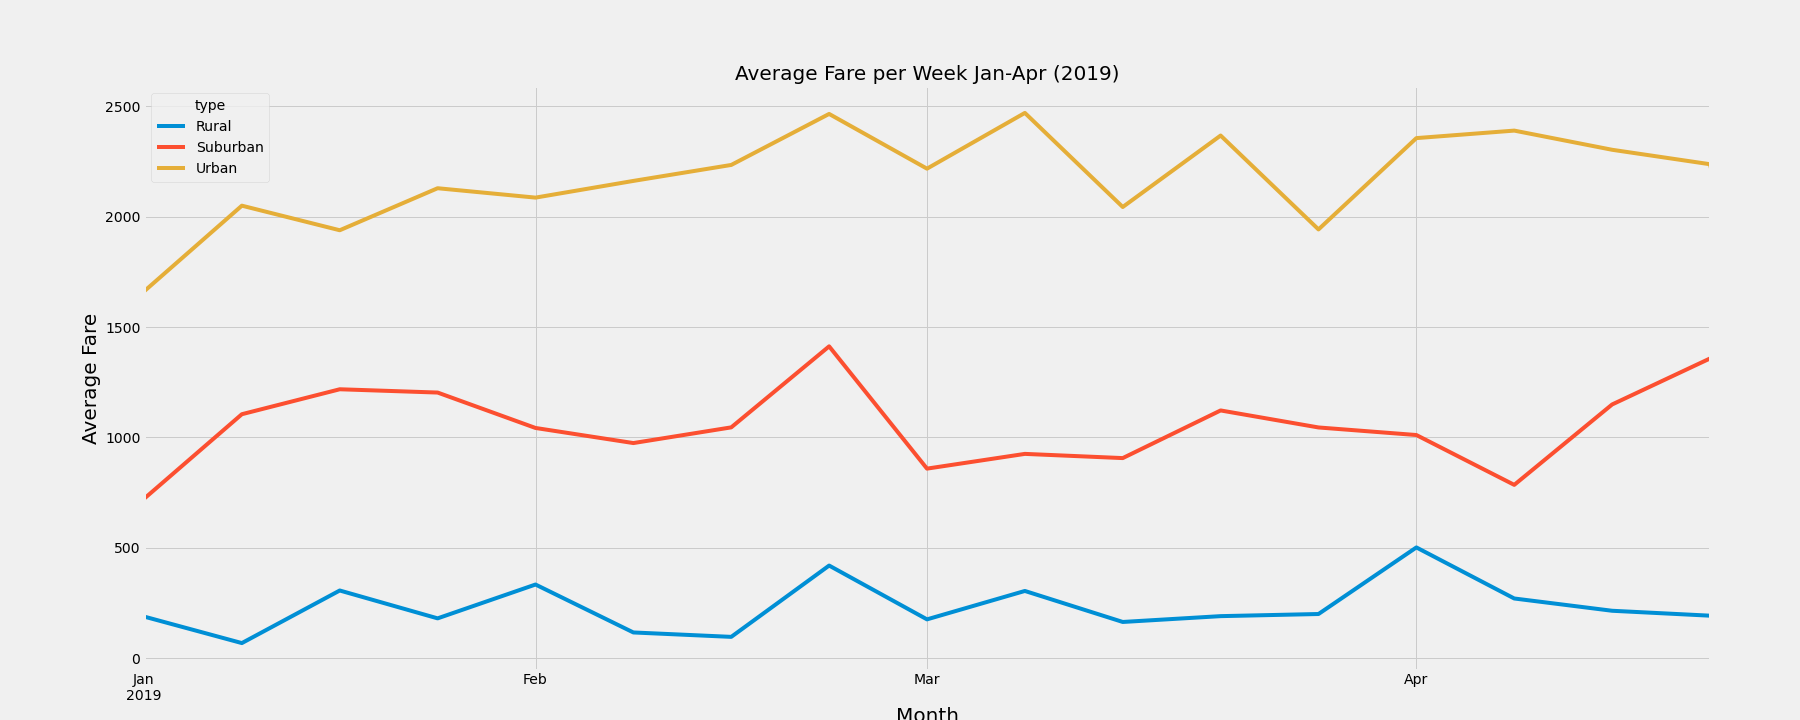 Average Fare per Week Jan-Apr (2019)
type
Rural
Suburban
Urban
Average Fare
2500
2000
1500
1000
500
0
Jan
2019
Feb
Mar
Apr
Month